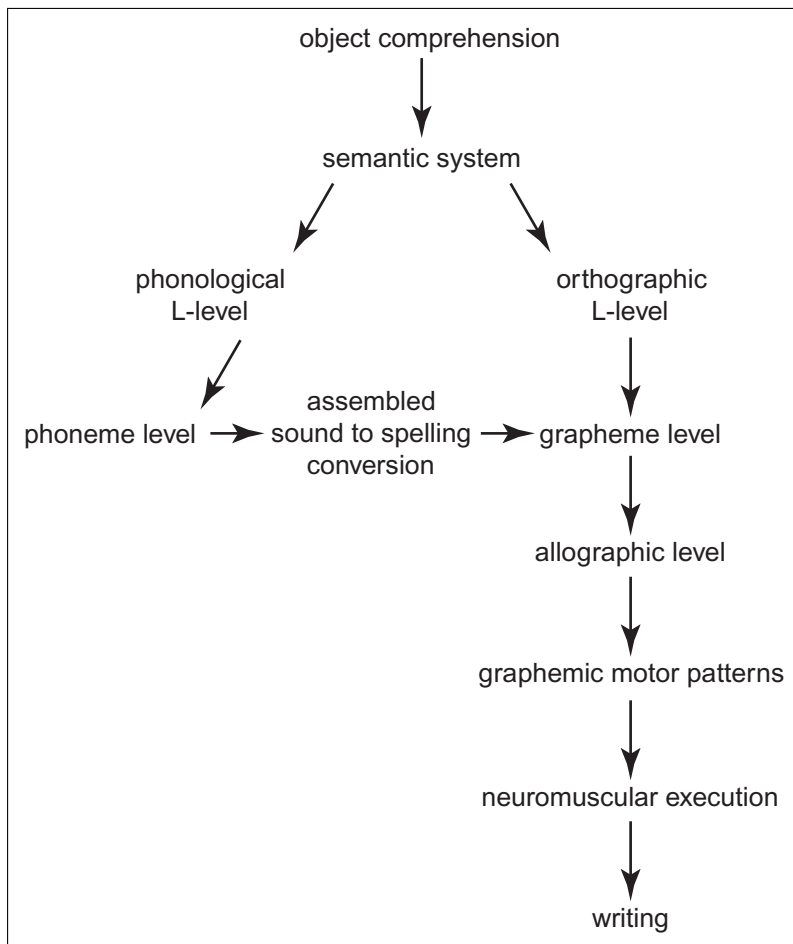 object comprehension
semantic system
phonological
L-level
orthographic
L-level
phoneme level
assembled
sound to spelling
conversion
grapheme level
allographic level
graphemic motor patterns
neuromuscular execution
writing